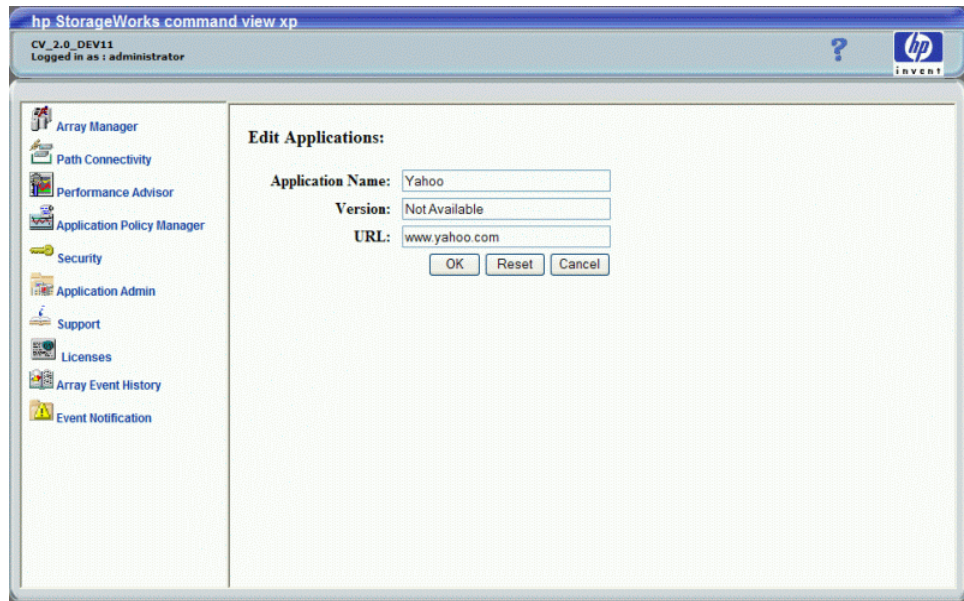 hp StorageWorks command view xp
CV_2.0_DEV11
Logged in as : administrator
?
hp
invent
Array Manager
Path Connectivity
Performance Advisor
Application Policy Manager
Security
Application Admin
Support
Licenses
Array Event History
Event Notification
Edit Applications:
Application Name: Yahoo
Version: Not Available
URL: www.yahoo.com
OK Reset Cancel